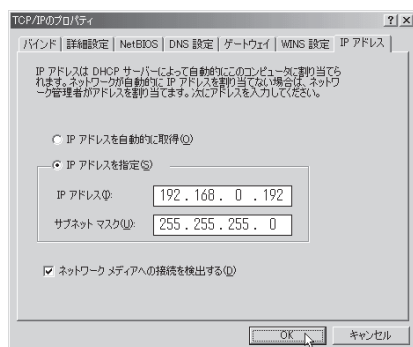 TCP/IPのプロパティ
バインド 詳細設定 NetBIOS DNS 設定 ゲートウェイ WINS 設定 IP アドレス
IP アドレスは DHCP サーバーによって自動的にこのコンピュータに割り当てら
れます。ネットワークが自動的に IP アドレスを割り当てない場合は、ネットワ
ーク管理者がアドレスを割り当てます。次にアドレスを入力してください。
IP アドレスを自動的に取得(O)
IP アドレスを指定(S)
IP アドレス(I): 192 . 168 . 0 . 192
サブネット マスク(U): 255 . 255 . 255 . 0
ネットワーク メディアへの接続を検出する(D)
OK キャンセル